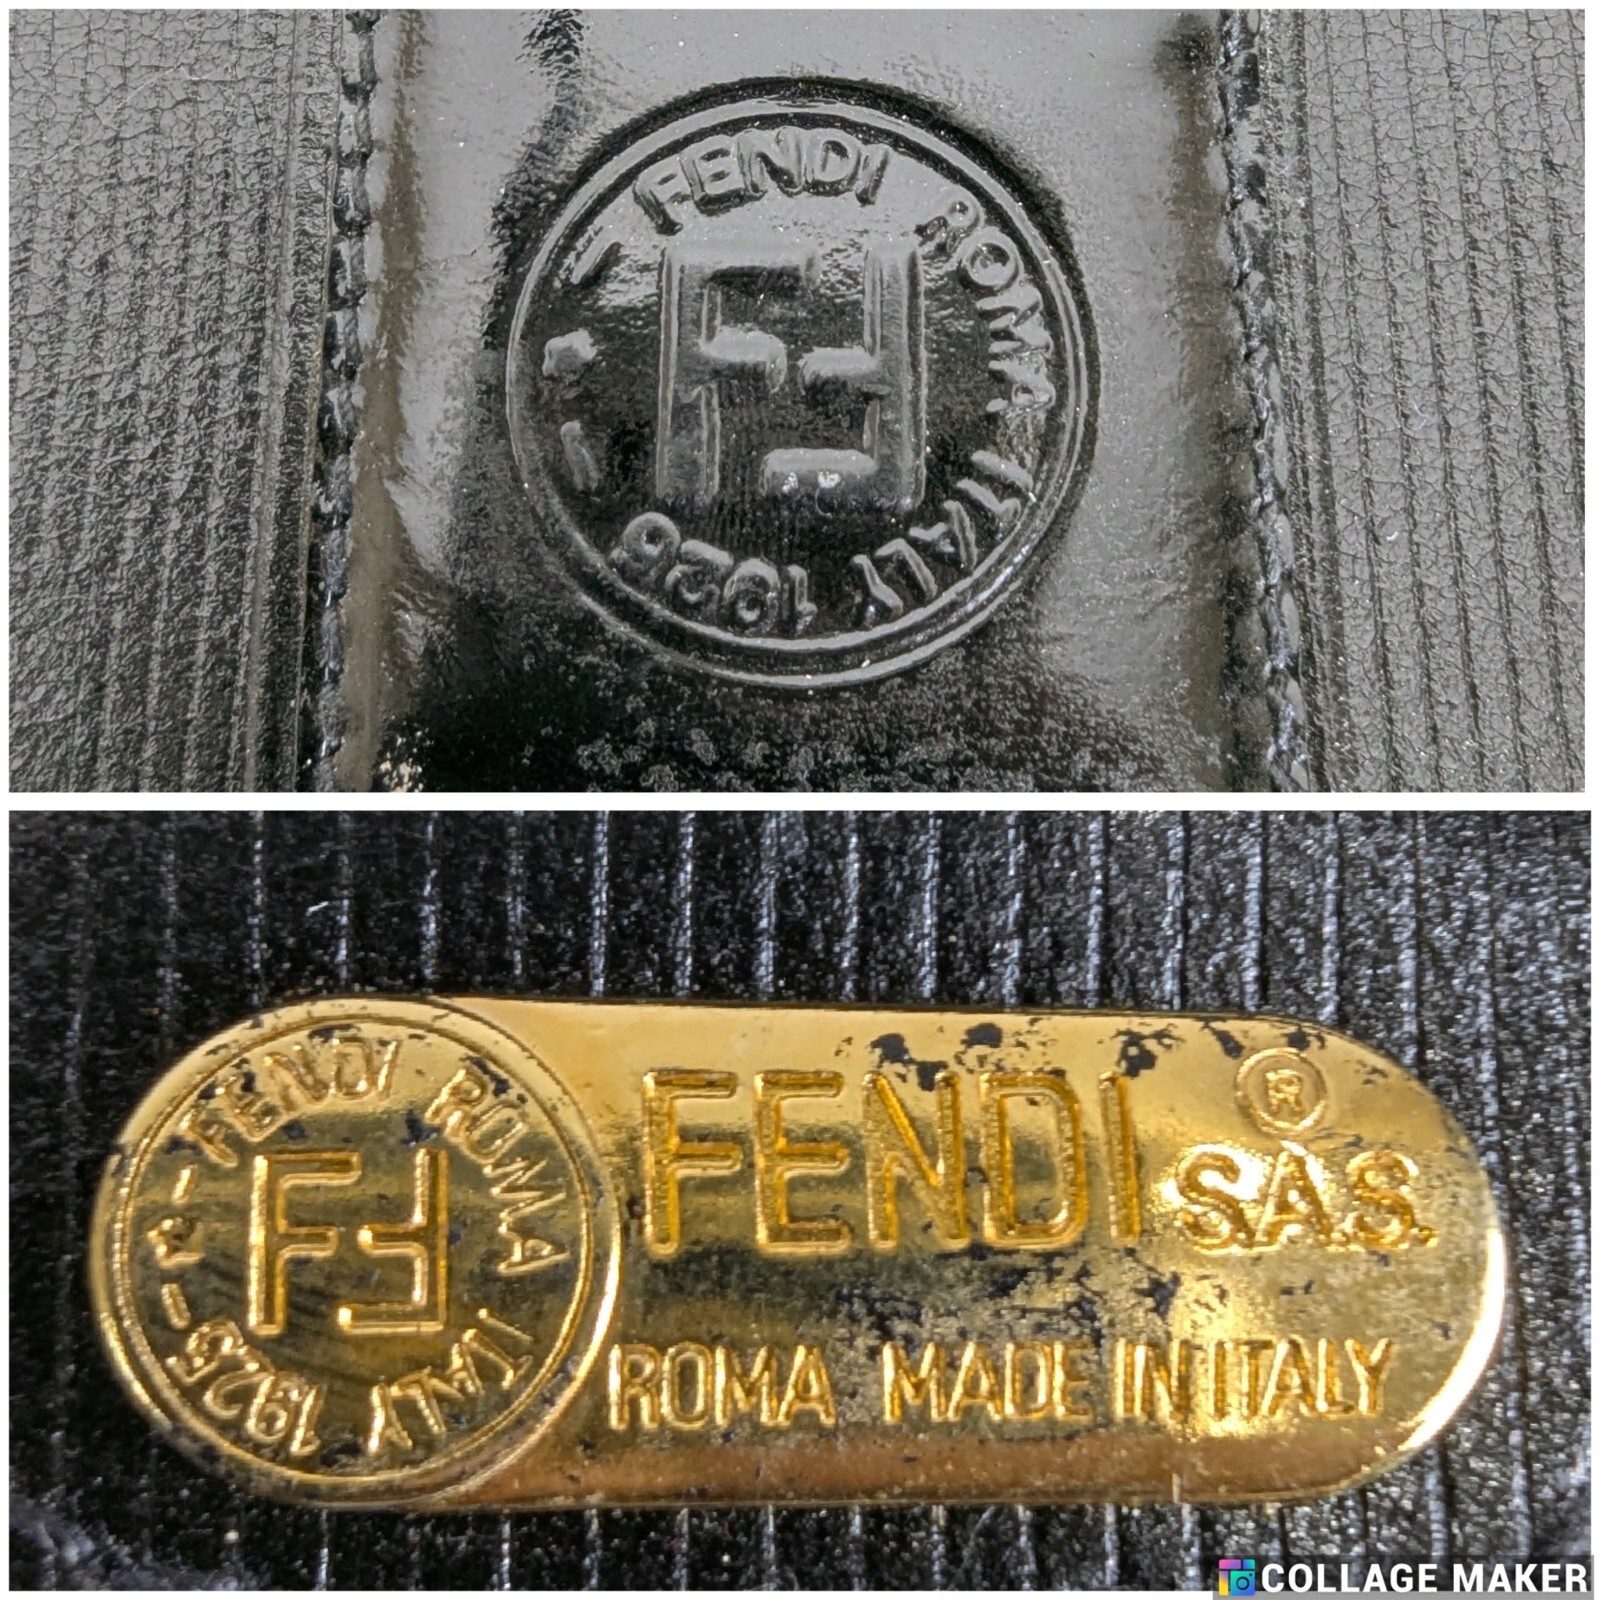 FENDI ROMA ITALY 1925
FF
FENDI ROMA ITALY 1925 - R -
FF
FENDI ® S.A.S.
ROMA MADE IN ITALY
COLLAGE MAKER